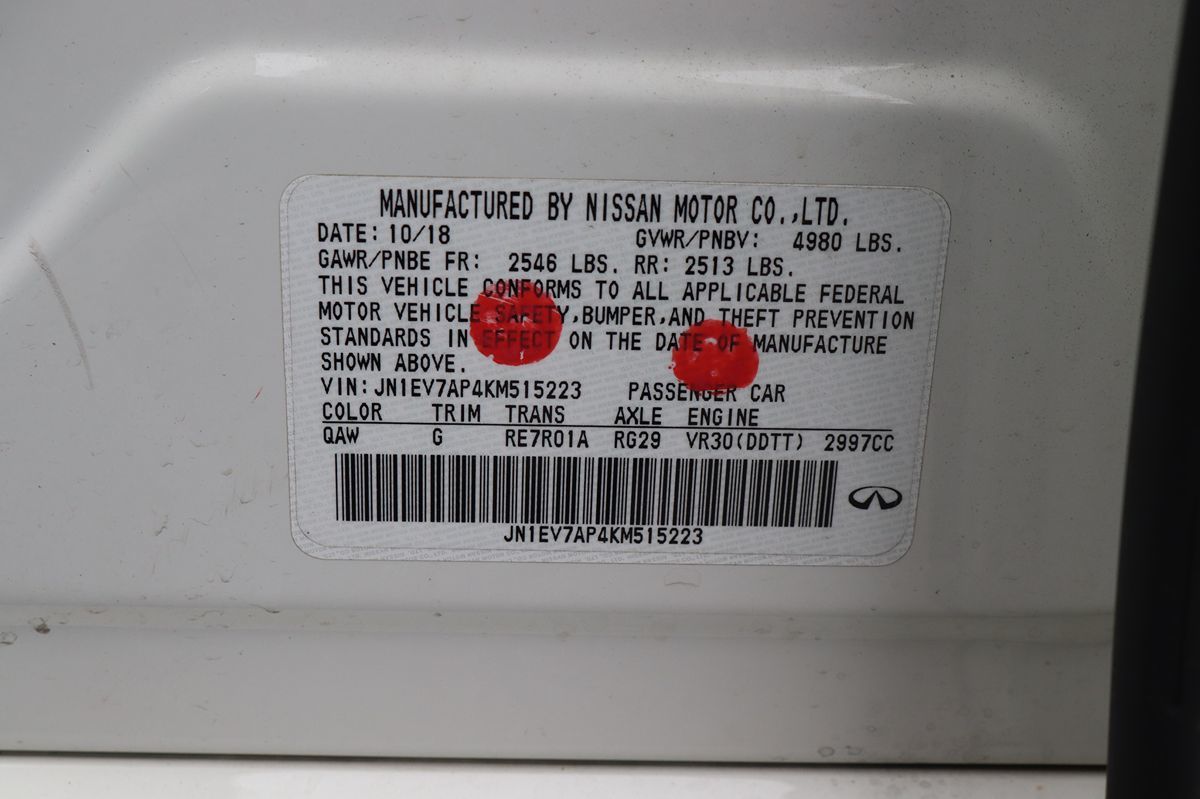 MANUFACTURED BY NISSAN MOTOR CO.,LTD.
DATE: 10/18 GVWR/PNBV: 4980 LBS.
GAWR/PNBE FR: 2546 LBS. RR: 2513 LBS.
THIS VEHICLE CONFORMS TO ALL APPLICABLE FEDERAL
MOTOR VEHICLE SAFETY,BUMPER,AND THEFT PREVENTION
STANDARDS IN EFFECT ON THE DATE OF MANUFACTURE
SHOWN ABOVE.
VIN:JN1EV7AP4KM515223 PASSENGER CAR
COLOR TRIM TRANS AXLE ENGINE
QAW G RE7R01A RG29 VR30(DDTT) 2997CC
JN1EV7AP4KM515223